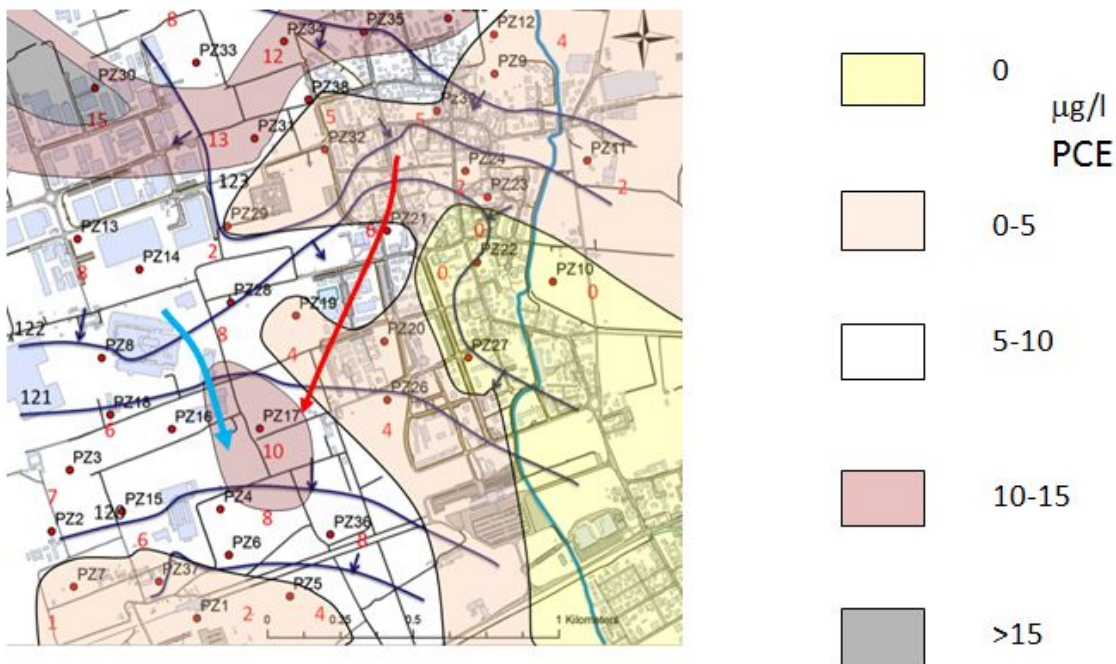 8
PZ35
PZ12
PZ34
4
PZ33
12
PZ9
PZ30
PZ38
15
5
5
13
PZ31
PZ32
PZ11
PZ24
123
2
PZ23
2
PZ29
PZ21
PZ13
6
0
2
PZ22
PZ14
8
0
PZ10
0
PZ28
PZ19
122
8
PZ20
PZ8
4
PZ27
121
PZ26
PZ18
PZ16
PZ17
6
4
10
PZ3
7
PZ15
PZ4
PZ2
8
6
PZ6
PZ36
8
PZ7
PZ37
PZ5
PZ1
2
4
1
0
0.25
0.5
1 Kilometers
0
µg/l
PCE
0-5
5-10
10-15
>15